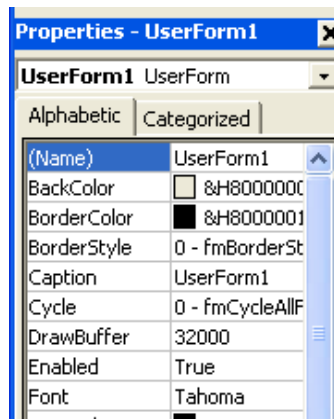 Properties - UserForm1
UserForm1 UserForm
Alphabetic Categorized
(Name) UserForm1
BackColor &H8000000
BorderColor &H8000001
BorderStyle 0 - fmBorderSt
Caption UserForm1
Cycle 0 - fmCycleAllF
DrawBuffer 32000
Enabled True
Font Tahoma